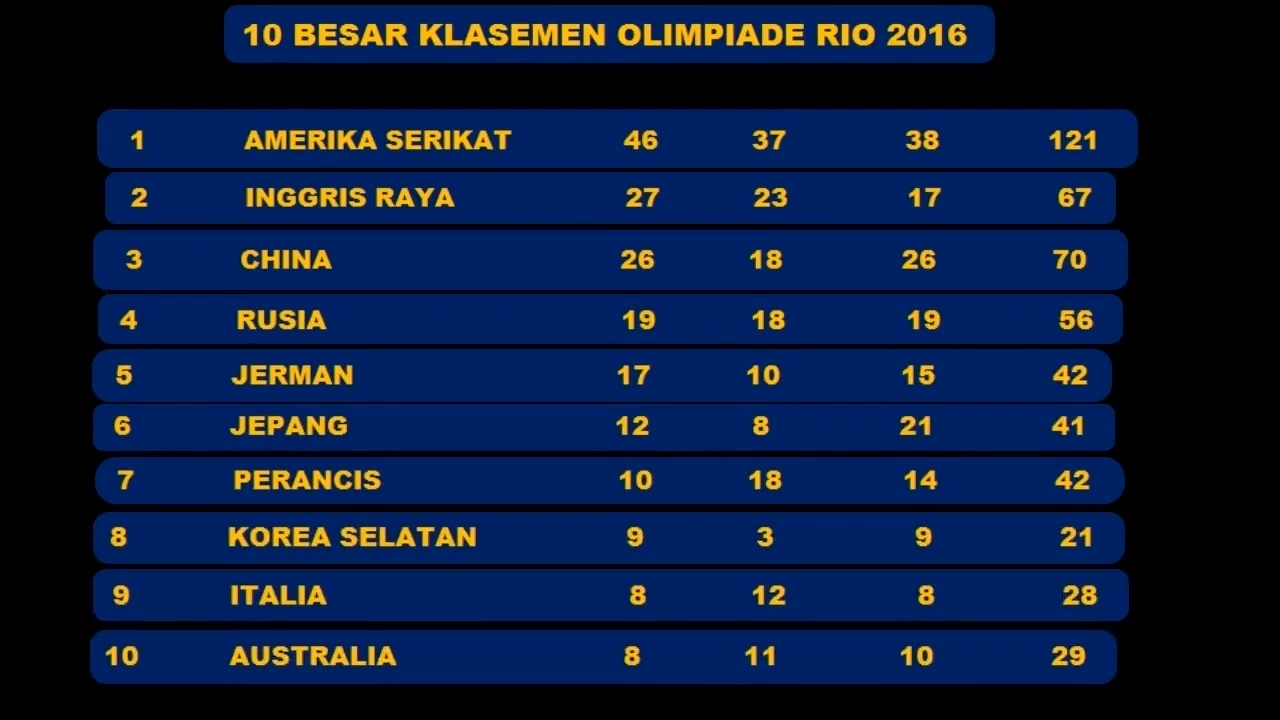 10 BESAR KLASEMEN OLIMPIADE RIO 2016
1 AMERIKA SERIKAT 46 37 38 121
2 INGGRIS RAYA 27 23 17 67
3 CHINA 26 18 26 70
4 RUSIA 19 18 19 56
5 JERMAN 17 10 15 42
6 JEPANG 12 8 21 41
7 PERANCIS 10 18 14 42
8 KOREA SELATAN 9 3 9 21
9 ITALIA 8 12 8 28
10 AUSTRALIA 8 11 10 29